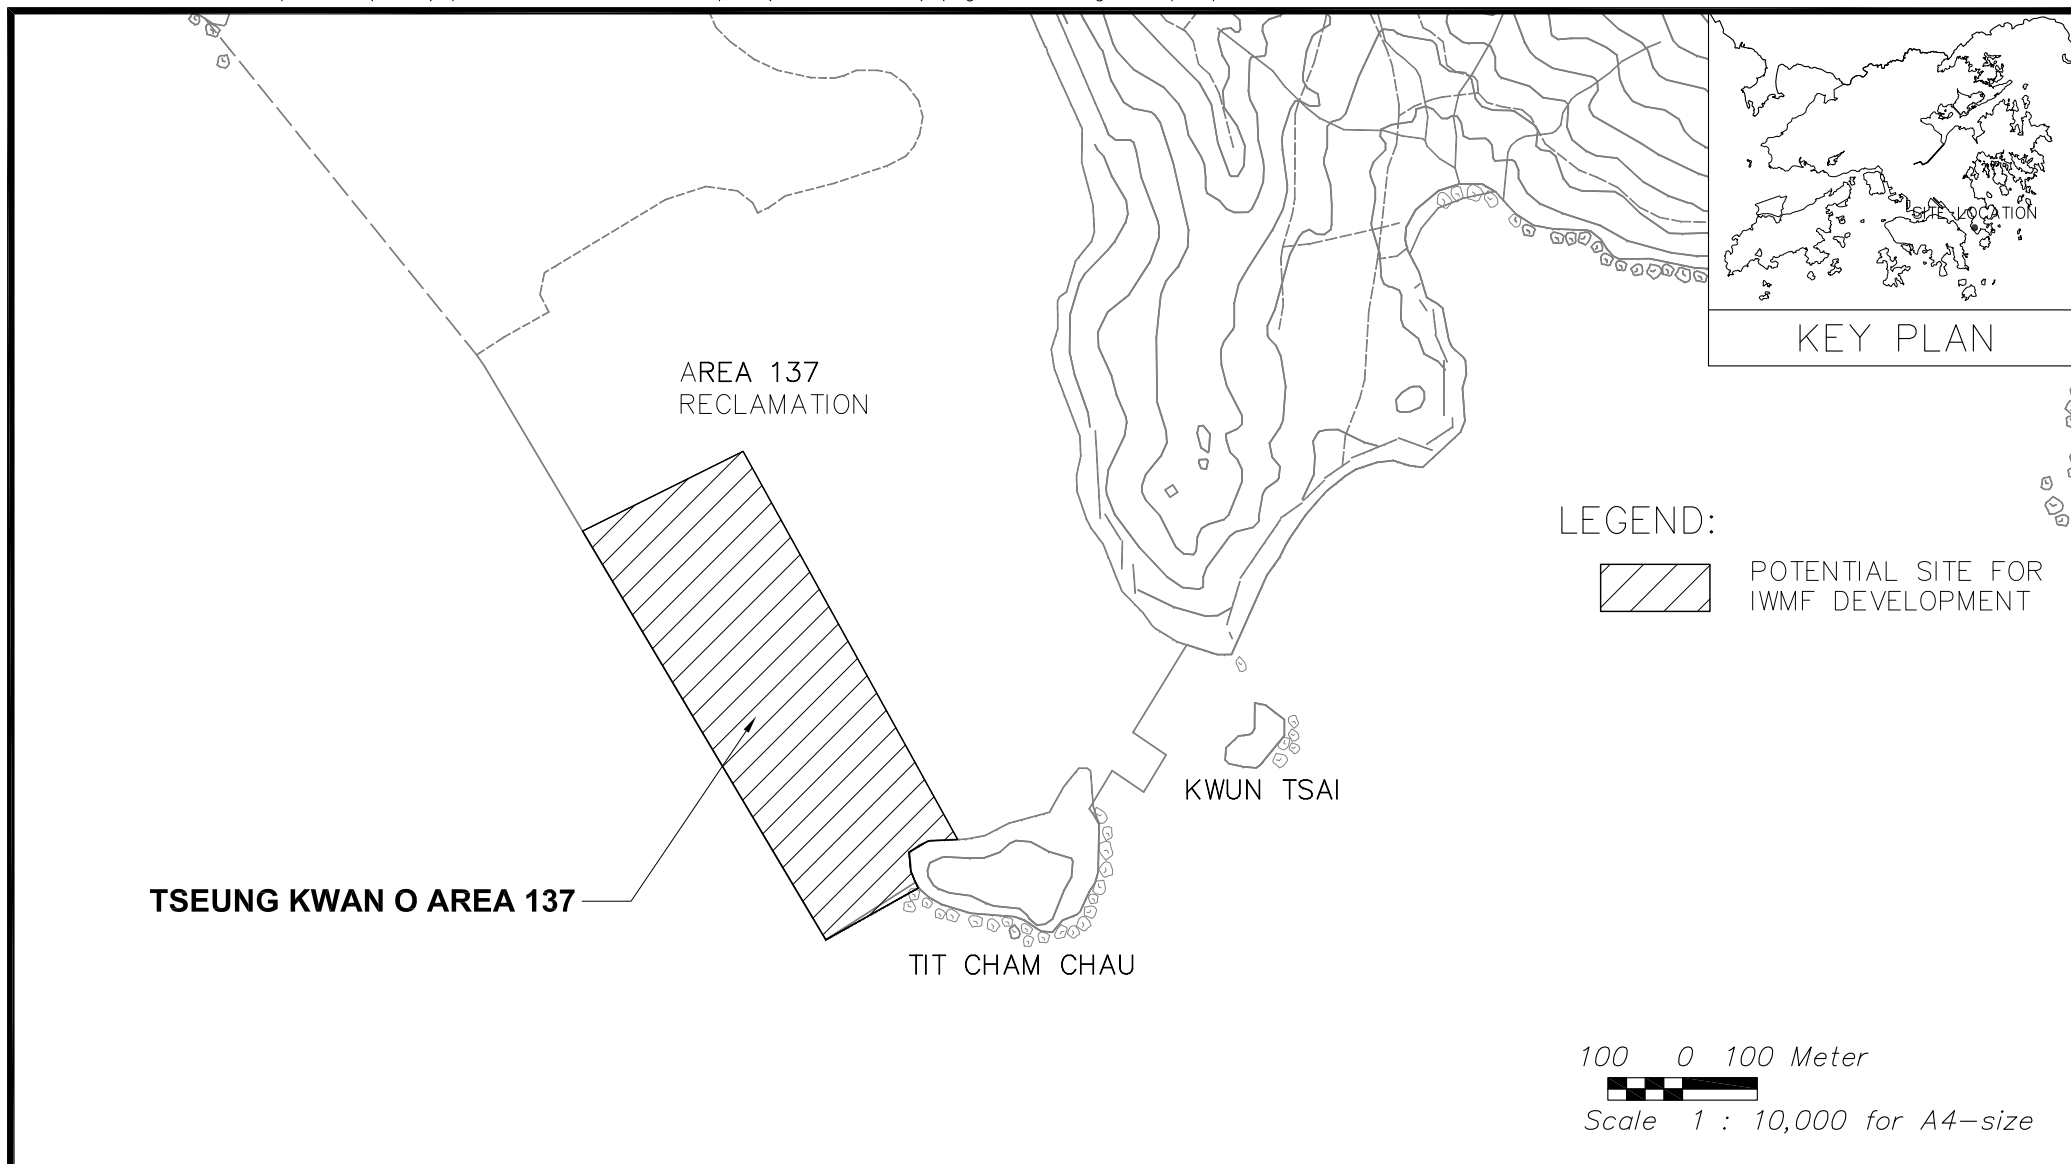 SITE LOCATION
KEY PLAN
AREA 137
RECLAMATION
LEGEND:
POTENTIAL SITE FOR
IWMF DEVELOPMENT
KWUN TSAI
TSEUNG KWAN O AREA 137
TIT CHAM CHAU
100 0 100 Meter
Scale 1 : 10,000 for A4-size